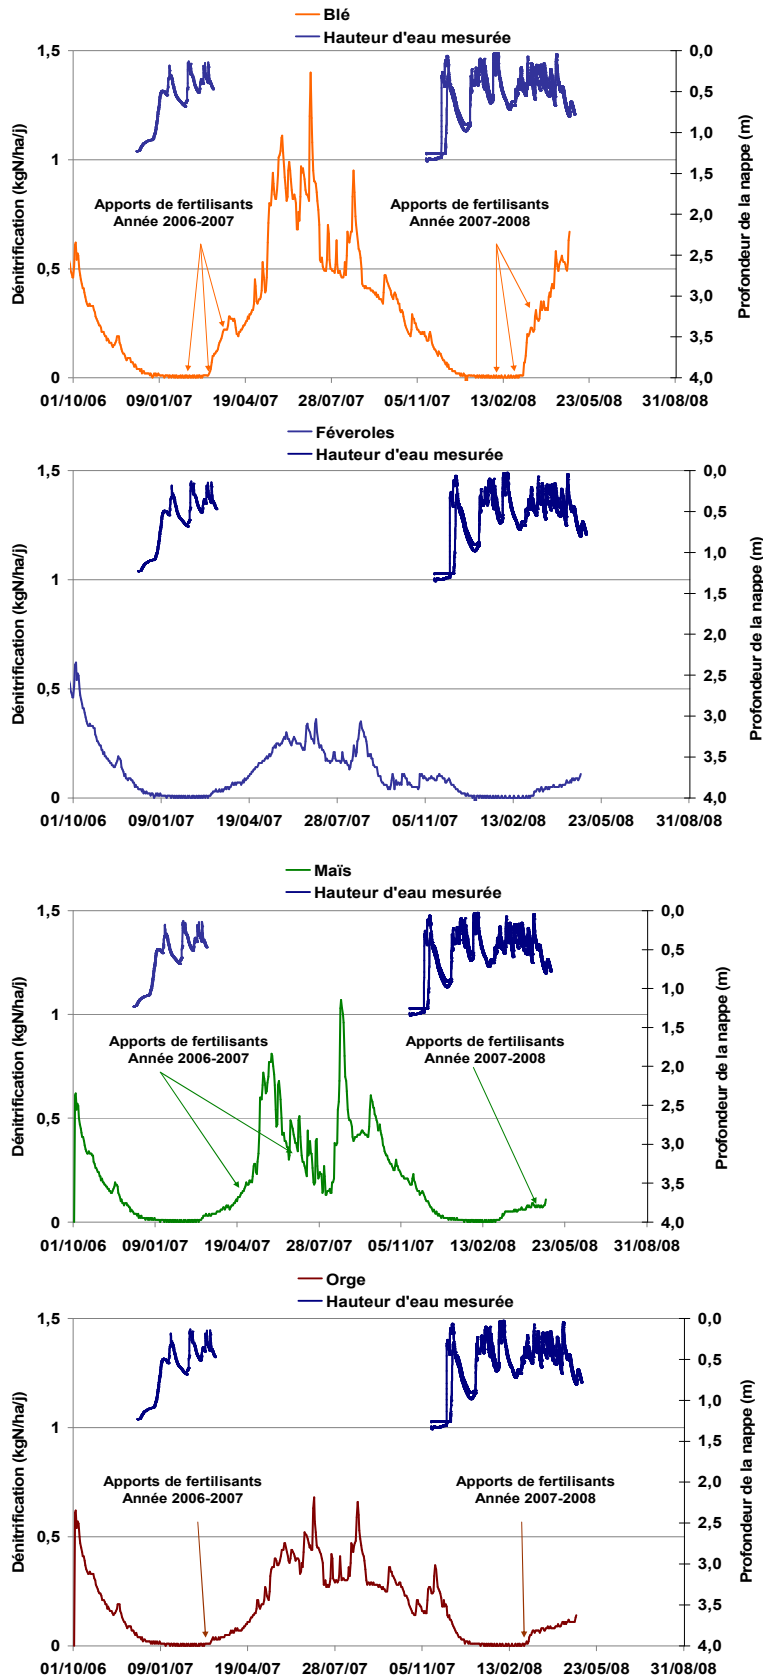 Blé
Hauteur d'eau mesurée
Dénitrification (kgN/ha/j)
1,5
1
0,5
0
Apports de fertilisants
Année 2006-2007
Apports de fertilisants
Année 2007-2008
0,0
0,5
1,0
1,5
2,0
2,5
3,0
3,5
4,0
Profondeur de la nappe (m)
01/10/06 09/01/07 19/04/07 28/07/07 05/11/07 13/02/08 23/05/08 31/08/08
Féveroles
Hauteur d'eau mesurée
Dénitrification (kgN/ha/j)
1,5
1
0,5
0
0,0
0,5
1,0
1,5
2,0
2,5
3,0
3,5
4,0
Profondeur de la nappe (m)
01/10/06 09/01/07 19/04/07 28/07/07 05/11/07 13/02/08 23/05/08 31/08/08
Maïs
Hauteur d'eau mesurée
Dénitrification (kgN/ha/j)
1,5
1
0,5
0
Apports de fertilisants
Année 2006-2007
Apports de fertilisants
Année 2007-2008
0,0
0,5
1,0
1,5
2,0
2,5
3,0
3,5
4,0
Profondeur de la nappe (m)
01/10/06 09/01/07 19/04/07 28/07/07 05/11/07 13/02/08 23/05/08 31/08/08
Orge
Hauteur d'eau mesurée
Dénitrification (kgN/ha/j)
1,5
1
0,5
0
Apports de fertilisants
Année 2006-2007
Apports de fertilisants
Année 2007-2008
0,0
0,5
1,0
1,5
2,0
2,5
3,0
3,5
4,0
Profondeur de la nappe (m)
01/10/06 09/01/07 19/04/07 28/07/07 05/11/07 13/02/08 23/05/08 31/08/08